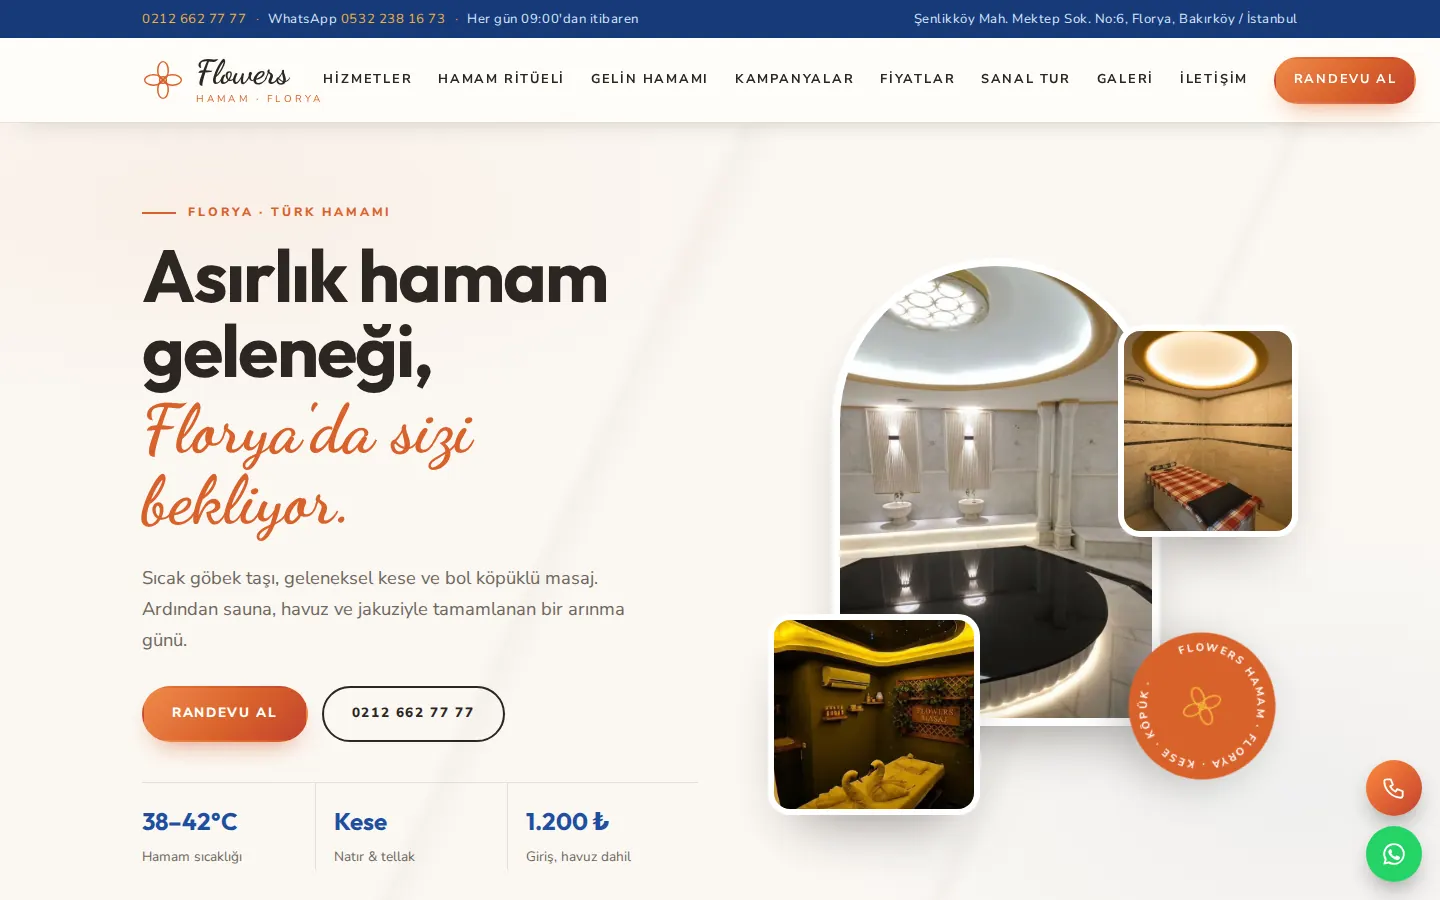 0212 662 77 77 · WhatsApp 0532 238 16 73 · Her gün 09:00'dan itibaren
Şenlikköy Mah. Mektep Sok. No:6, Florya, Bakırköy / İstanbul
Flowers
HAMAM · FLORYA
HİZMETLER HAMAM RİTÜELİ GELİN HAMAMI KAMPANYALAR FİYATLAR SANAL TUR GALERİ İLETİŞİM RANDEVU AL
FLORYA · TÜRK HAMAMI
Asırlık hamam
geleneği,
Florya'da sizi
bekliyor.
Sıcak göbek taşı, geleneksel kese ve bol köpüklü masaj.
Ardından sauna, havuz ve jakuziyle tamamlanan bir arınma
günü.
RANDEVU AL
0212 662 77 77
38–42°C
Hamam sıcaklığı
Kese
Natır & tellak
1.200 ₺
Giriş, havuz dahil
FLOWERS
MASAJ
FLOWERS HAMAM · FLORYA · KESE · KÖPÜK ·